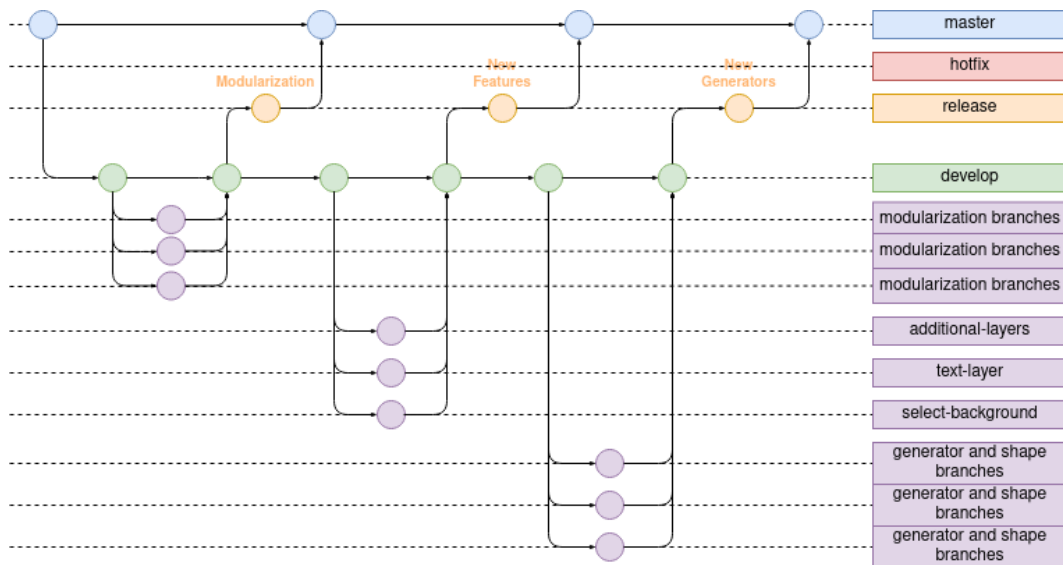 master
hotfix
Modularization
New
Features
New
Generators
release
develop
modularization branches
modularization branches
modularization branches
additional-layers
text-layer
select-background
generator and shape
branches
generator and shape
branches
generator and shape
branches